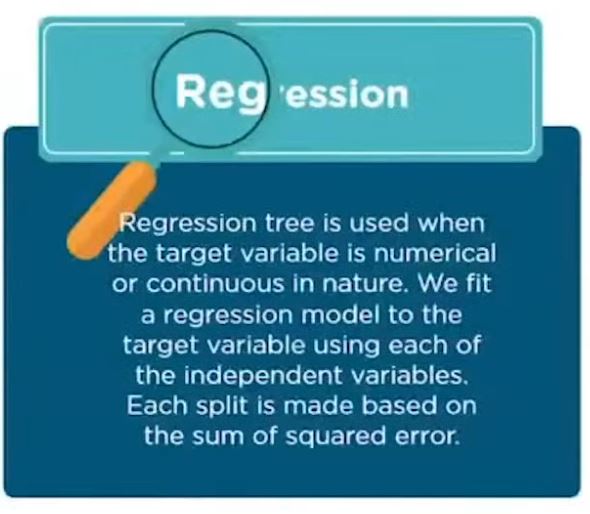 Regression
Regression tree is used when
the target variable is numerical
or continuous in nature. We fit
a regression model to the
target variable using each of
the independent variables.
Each split is made based on
the sum of squared error.